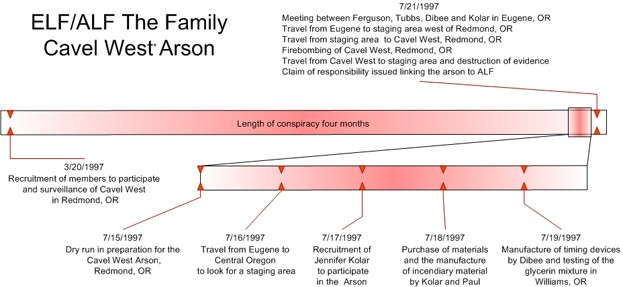 ELF/ALF The Family
Cavel West Arson
7/21/1997
Meeting between Ferguson, Tubbs, Dibee and Kolar in Eugene, OR
Travel from Eugene to staging area west of Redmond, OR
Travel from staging area to Cavel West, Redmond, OR
Firebombing of Cavel West, Redmond, OR
Travel from Cavel West to staging area and destruction of evidence
Claim of responsibility issued linking the arson to ALF
Length of conspiracy four months
3/20/1997
Recruitment of members to participate
and surveillance of Cavel West
in Redmond, OR
7/15/1997
Dry run in preparation for the
Cavel West Arson,
Redmond, OR
7/16/1997
Travel from Eugene to
Central Oregon
to look for a staging area
7/17/1997
Recruitment of
Jennifer Kolar
to participate
in the Arson
7/18/1997
Purchase of materials
and the manufacture
of incendiary material
by Kolar and Paul
7/19/1997
Manufacture of timing devices
by Dibee and testing of the
glycerin mixture in
Williams, OR